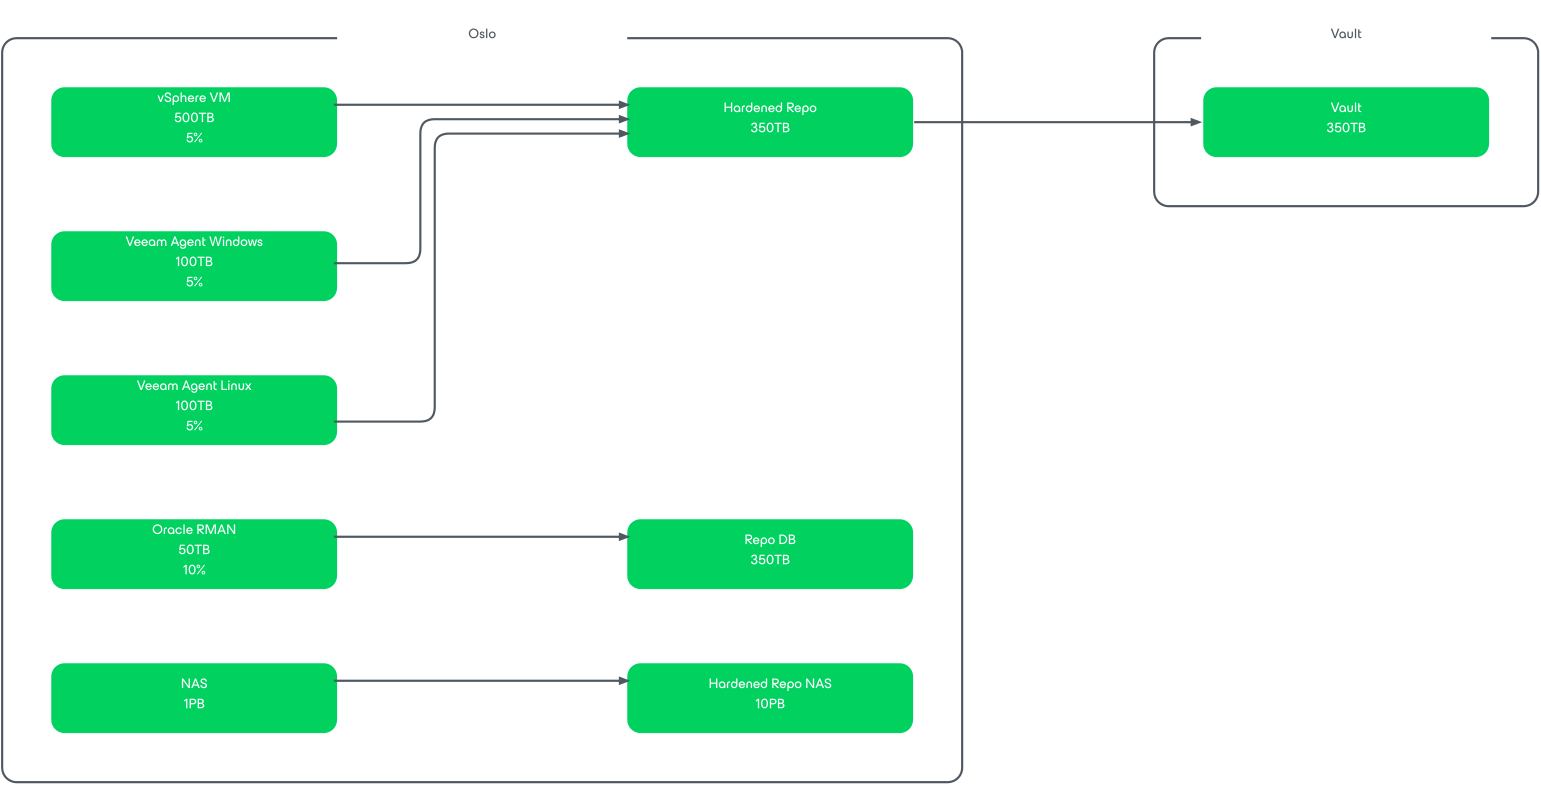 Oslo
Vault
vSphere VM
500TB
5%
Hardened Repo
350TB
Vault
350TB
Veeam Agent Windows
100TB
5%
Veeam Agent Linux
100TB
5%
Oracle RMAN
50TB
10%
Repo DB
350TB
NAS
1PB
Hardened Repo NAS
10PB